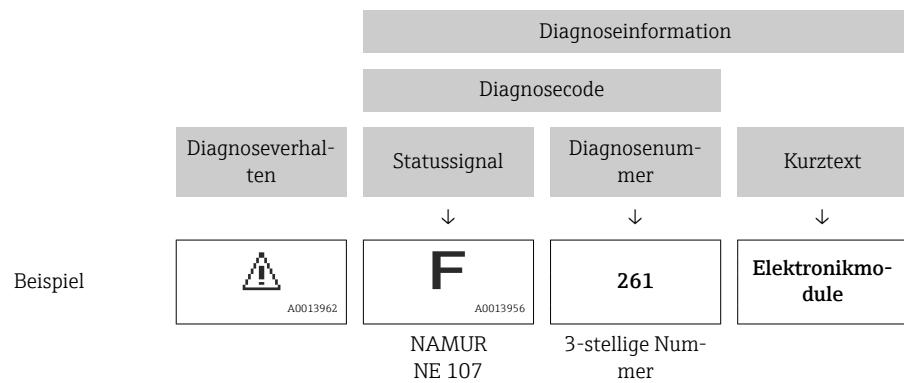 Diagnoseinformation
Diagnosecode
Diagnoseverhal-
ten
Statussignal
Diagnosenum-
mer
Kurztext
↓ ↓ ↓
Beispiel
A0013962
F
A0013956
261
Elektronikmo-
dule
NAMUR
NE 107
3-stellige Num-
mer